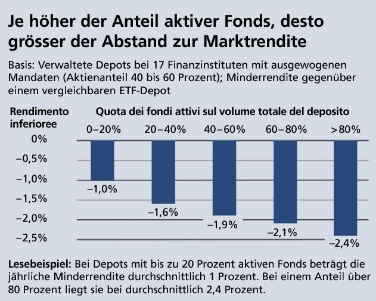 Je höher der Anteil aktiver Fonds, desto
grösser der Abstand zur Marktrendite
Basis: Verwaltete Depots bei 17 Finanzinstituten mit ausgewogenen
Mandaten (Aktienanteil 40 bis 60 Prozent); Minderrendite gegenüber
einem vergleichbaren ETF-Depot
Rendimento
inferioree
Quota dei fondi attivi sul volume totale del deposito
0–20% 20–40% 40–60% 60–80% >80%
0%
–0,5%
–1,0%
–1,5%
–2,0%
–2,5%
–1,0%
–1,6%
–1,9%
–2,1%
–2,4%
Lesebeispiel: Bei Depots mit bis zu 20 Prozent aktiven Fonds beträgt die
jährliche Minderrendite durchschnittlich 1 Prozent. Bei einem Anteil über
80 Prozent liegt sie bei durchschnittlich 2,4 Prozent.